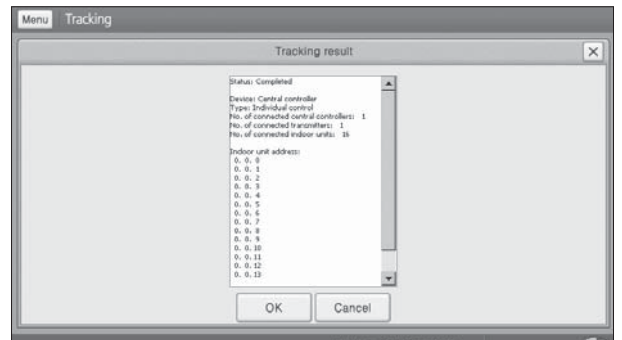 Menu Tracking
Tracking result
Status: Completed
Device: Central controller
Type: Individual control
No. of connected central controllers: 1
No. of connected transmitters: 1
No. of connected indoor units: 16
Indoor unit address:
0. 0. 0
0. 0. 1
0. 0. 2
0. 0. 3
0. 0. 4
0. 0. 5
0. 0. 6
0. 0. 7
0. 0. 8
0. 0. 9
0. 0. 10
0. 0. 11
0. 0. 12
0. 0. 13
OK Cancel